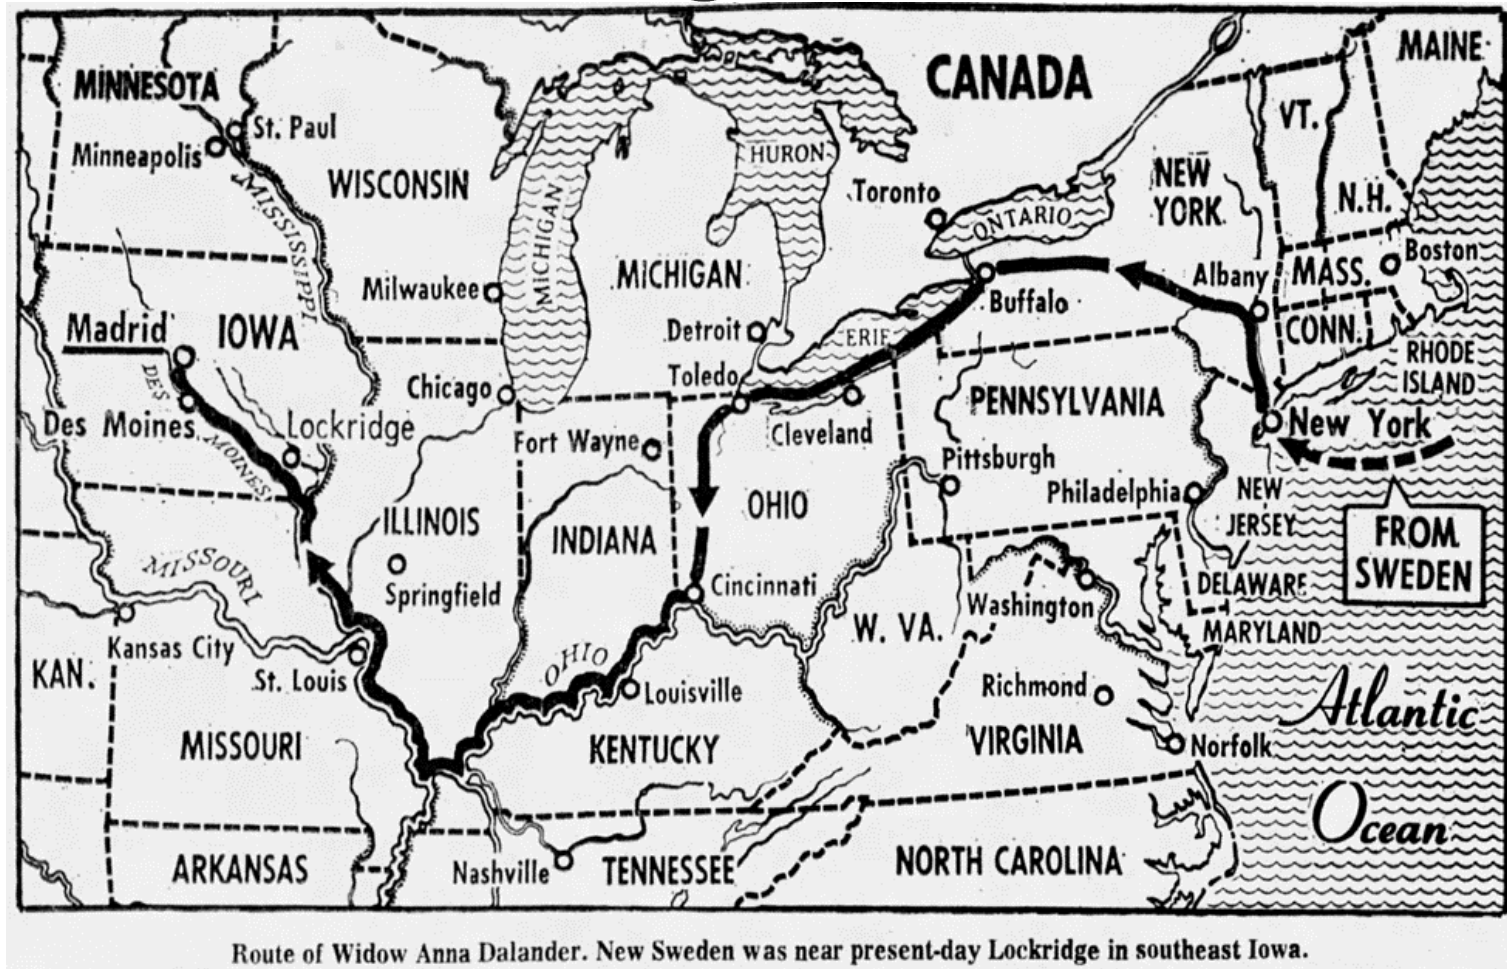 MAINE
CANADA
MINNESOTA
VT.
St. Paul
Minneapolis
HURON
WISCONSIN
NEW
YORK
Toronto
N.H.
MISSISSIPPI
MICHIGAN
ONTARIO
Boston
MICHIGAN
Albany
MASS.
Milwaukee
Buffalo
Madrid
IOWA
Detroit
ERIE
CONN.
RHODE
ISLAND
Toledo
Chicago
DES
MOINES
PENNSYLVANIA
Des Moines
Lockridge
Fort Wayne
Cleveland
New York
Pittsburgh
Philadelphia
NEW
JERSEY
ILLINOIS
OHIO
INDIANA
FROM
SWEDEN
MISSOURI
Springfield
Cincinnati
DELAWARE
Washington
W. VA.
MARYLAND
Kansas City
KAN.
St. Louis
OHIO
Louisville
Richmond
Atlantic
Ocean
MISSOURI
KENTUCKY
VIRGINIA
Norfolk
ARKANSAS
Nashville
TENNESSEE
NORTH CAROLINA
Route of Widow Anna Dalander. New Sweden was near present-day Lockridge in southeast Iowa.